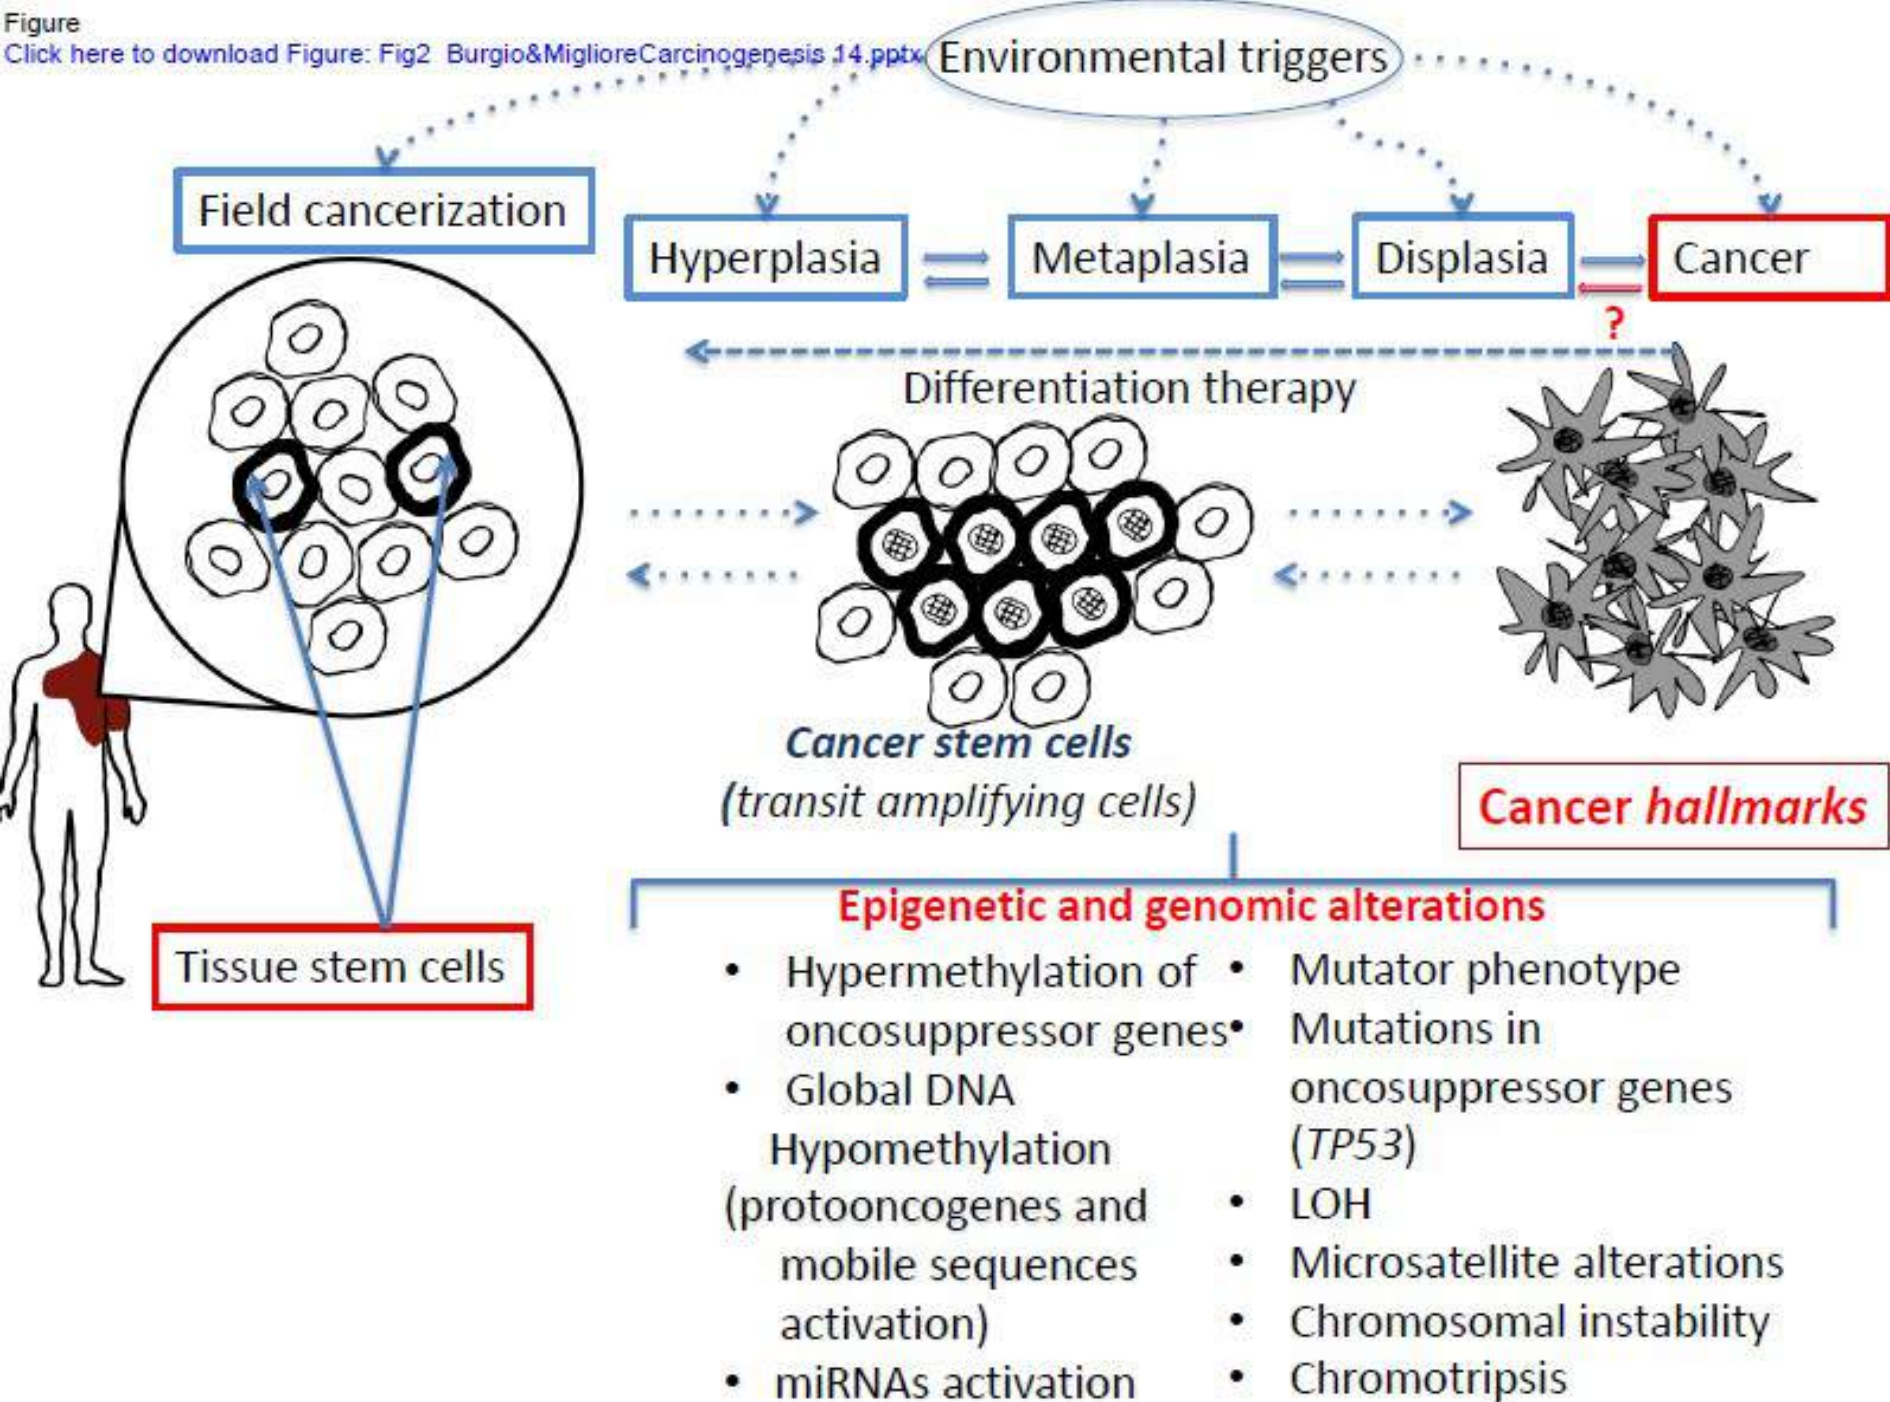 Figure
Click here to download Figure: Fig2 Burgio&MiglioreCarcinogenesis 14.pptx
Environmental triggers
Field cancerization
Hyperplasia
Metaplasia
Displasia
Cancer
?
Differentiation therapy
Cancer stem cells
(transit amplifying cells)
Cancer hallmarks
Tissue stem cells
Epigenetic and genomic alterations
• Hypermethylation of
oncosuppressor genes
• Global DNA
Hypomethylation
(protooncogenes and
mobile sequences
activation)
• miRNAs activation
• Mutator phenotype
• Mutations in
oncosuppressor genes
(TP53)
• LOH
• Microsatellite alterations
• Chromosomal instability
• Chromotripsis